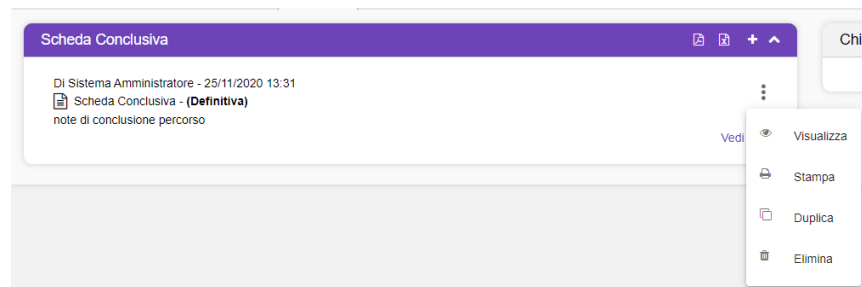 Scheda Conclusiva
Chi
Di Sistema Amministratore - 25/11/2020 13:31
Scheda Conclusiva - (Definitiva)
note di conclusione percorso
Vedi
Visualizza
Stampa
Duplica
Elimina